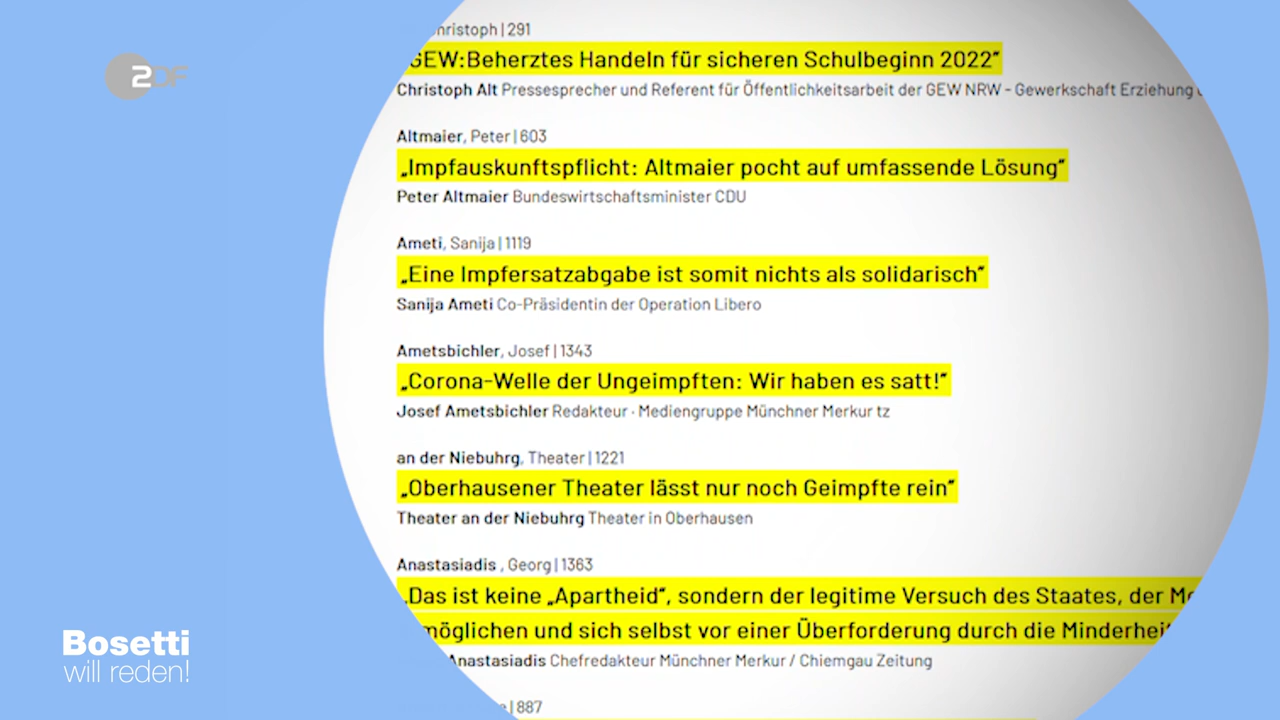 christoph | 291
GEW:Beherztes Handeln für sicheren Schulbeginn 2022”
Christoph Alt Pressesprecher und Referent für Öffentlichkeitsarbeit der GEW NRW – Gewerkschaft Erziehung
ZDF
Altmaier, Peter | 603
„Impfauskunftspflicht: Altmaier pocht auf umfassende Lösung”
Peter Altmaier Bundeswirtschaftsminister CDU
Ameti, Sanija | 1119
„Eine Impfersatzabgabe ist somit nichts als solidarisch”
Sanija Ameti Co-Präsidentin der Operation Libero
Ametsbichler, Josef | 1343
„Corona-Welle der Ungeimpften: Wir haben es satt!”
Josef Ametsbichler Redakteur · Mediengruppe Münchner Merkur tz
an der Niebuhrg, Theater | 1221
„Oberhausener Theater lässt nur noch Geimpfte rein”
Theater an der Niebuhrg Theater in Oberhausen
Anastasiadis , Georg | 1363
„Das ist keine „Apartheid”, sondern der legitime Versuch des Staates, der
möglichen und sich selbst vor einer Überforderung durch die Minderheit
Anastasiadis Chefredakteur Münchner Merkur / Chiemgau Zeitung
| 887
Bosetti
will reden!